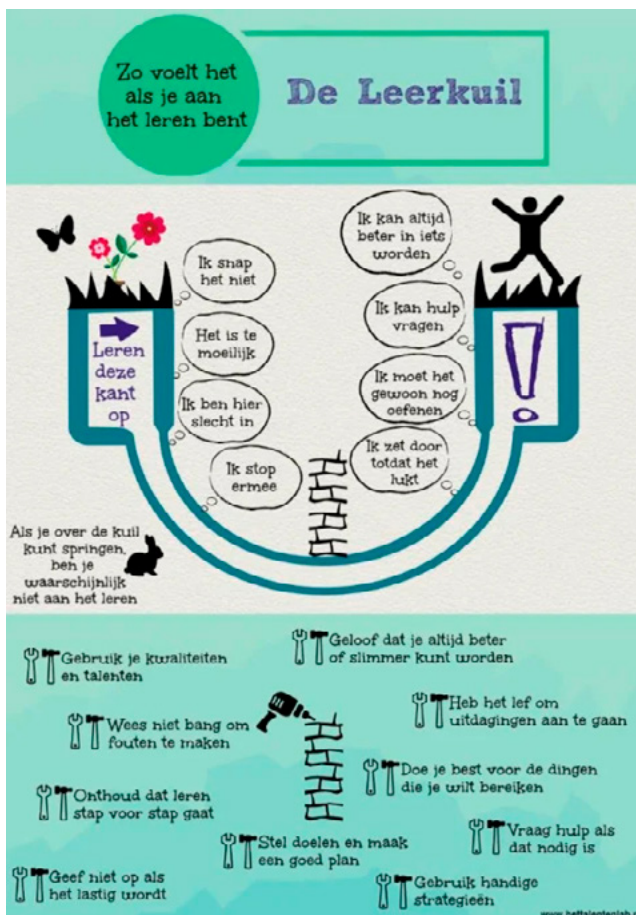 Zo voelt het
als je aan
het leren bent
De Leerkuil
Ik snap
het niet
Het is te
moeilijk
Ik ben hier
slecht in
Ik stop
ermee
Ik kan altijd
beter in iets
worden
Ik kan hulp
vragen
Ik moet het
gewoon nog
oefenen
Ik zet door
totdat het
lukt
Leren
deze
kant
op
!
Als je over de kuil
kunt springen,
ben je
waarschijnlijk
niet aan het leren
Gebruik je kwaliteiten
en talenten
Geloof dat je altijd beter
of slimmer kunt worden
Wees niet bang om
fouten te maken
Heb het lef om
uitdagingen aan te gaan
Onthoud dat leren
stap voor stap gaat
Doe je best voor de dingen
die je wilt bereiken
Stel doelen en maak
een goed plan
Vraag hulp als
dat nodig is
Geef niet op als
het lastig wordt
Gebruik handige
strategieën